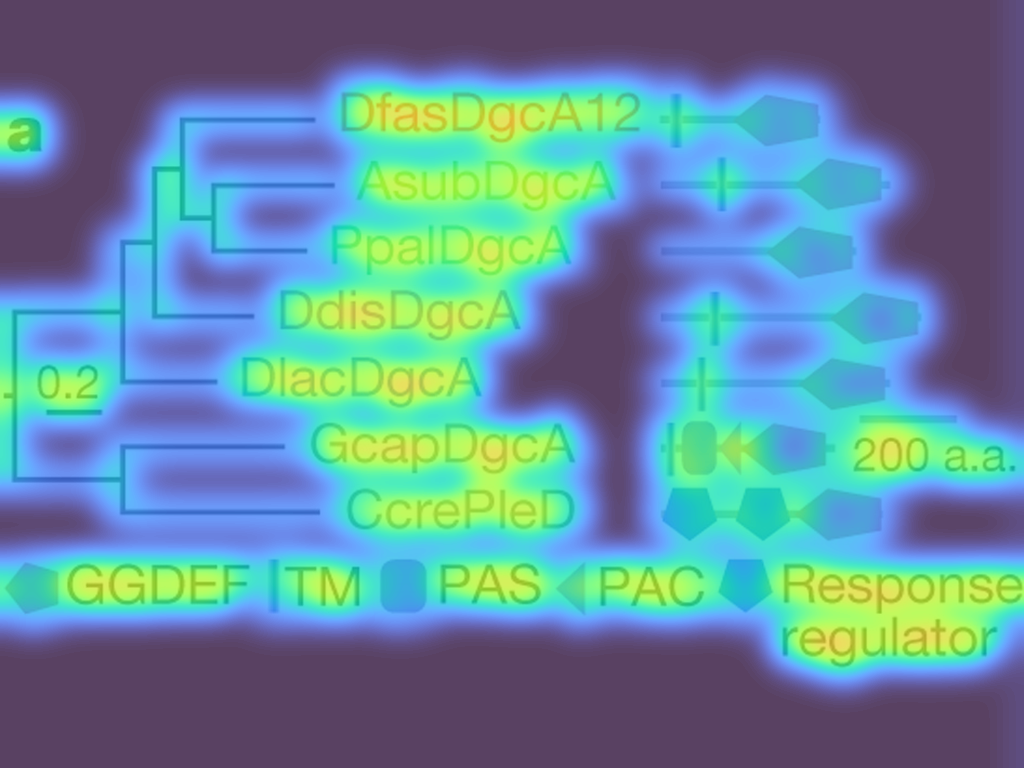 a
DfasDgcA12
AsubDgcA
PpalDgcA
DdisDgcA
0.2
DlacDgcA
GcapDgcA
200 a.a.
CcrePleD
GGDEF TM PAS PAC Response
regulator